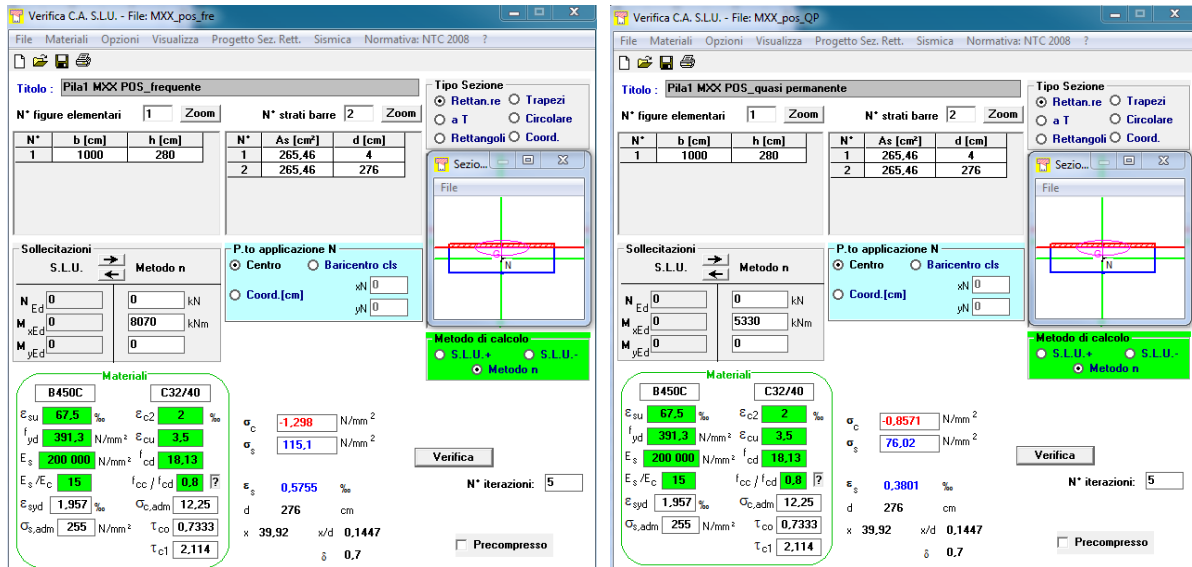 Verifica C.A. S.L.U. - File: MXX_pos_fre
File Materiali Opzioni Visualizza Progetto Sez. Rett. Sismica Normativa: NTC 2008 ?
Titolo : Pila1 MXX POS_frequente
N° figure elementari 1 Zoom N° strati barre 2 Zoom
N° b [cm] h [cm]
1 1000 280
N° As [cm²] d [cm]
1 265,46 4
2 265,46 276
Tipo Sezione
Rettan.re Trapezi
a T Circolare
Rettangoli Coord.
Sezio...
File
G
N
Sollecitazioni
S.L.U. Metodo n
N Ed 0 0 kN
M xEd 0 8070 kNm
M yEd 0 0
P.to applicazione N
Centro Baricentro cls
Coord.[cm] xN 0
yN 0
Metodo di calcolo
S.L.U.+ S.L.U.-
Metodo n
Materiali
B450C C32/40
εsu 67,5 ‰ εc2 2 ‰
fyd 391,3 N/mm² εcu 3,5
Es 200 000 N/mm² fcd 18,13
Es/Ec 15 fcc / fcd 0,8 ?
εsyd 1,957 ‰ σc,adm 12,25
σs,adm 255 N/mm² τco 0,7333
τc1 2,114
σc -1,298 N/mm²
σs 115,1 N/mm²
εs 0,5755 ‰
d 276 cm
x 39,92 x/d 0,1447
δ 0,7
Verifica
N° iterazioni: 5
Precompresso
Verifica C.A. S.L.U. - File: MXX_pos_QP
File Materiali Opzioni Visualizza Progetto Sez. Rett. Sismica Normativa: NTC 2008 ?
Titolo : Pila1 MXX POS_quasi permanente
N° figure elementari 1 Zoom N° strati barre 2 Zoom
N° b [cm] h [cm]
1 1000 280
N° As [cm²] d [cm]
1 265,46 4
2 265,46 276
Tipo Sezione
Rettan.re Trapezi
a T Circolare
Rettangoli Coord.
Sezio...
File
G
N
Sollecitazioni
S.L.U. Metodo n
N Ed 0 0 kN
M xEd 0 5330 kNm
M yEd 0 0
P.to applicazione N
Centro Baricentro cls
Coord.[cm] xN 0
yN 0
Metodo di calcolo
S.L.U.+ S.L.U.-
Metodo n
Materiali
B450C C32/40
εsu 67,5 ‰ εc2 2 ‰
fyd 391,3 N/mm² εcu 3,5
Es 200 000 N/mm² fcd 18,13
Es/Ec 15 fcc / fcd 0,8 ?
εsyd 1,957 ‰ σc,adm 12,25
σs,adm 255 N/mm² τco 0,7333
τc1 2,114
σc -0,8571 N/mm²
σs 76,02 N/mm²
εs 0,3801 ‰
d 276 cm
x 39,92 x/d 0,1447
δ 0,7
Verifica
N° iterazioni: 5
Precompresso